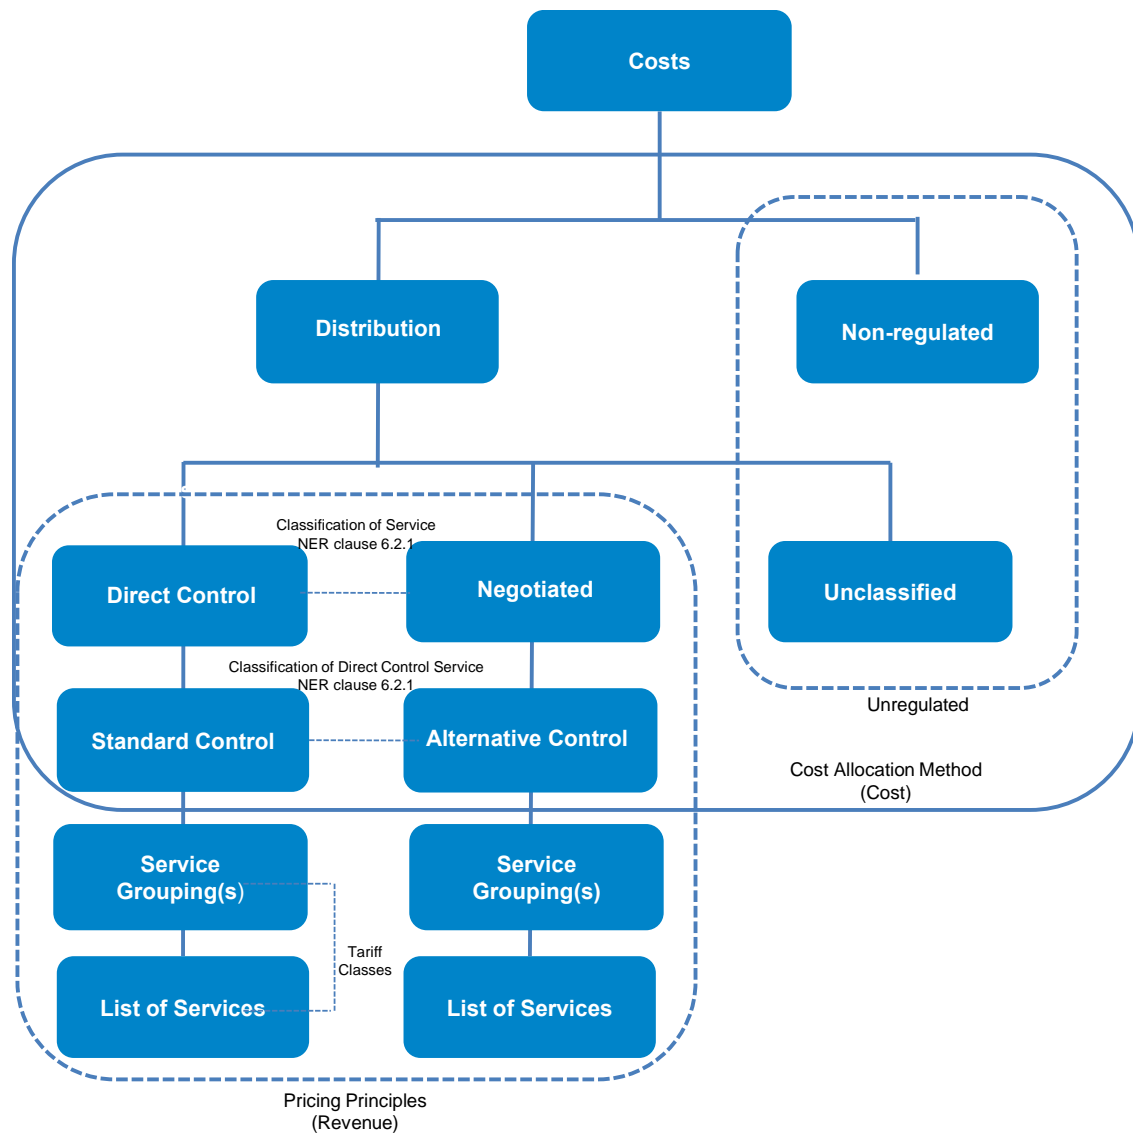 Costs
Distribution
Non-regulated
Classification of Service
NER clause 6.2.1
Direct Control
Negotiated
Unclassified
Classification of Direct Control Service
NER clause 6.2.1
Unregulated
Standard Control
Alternative Control
Cost Allocation Method
(Cost)
Service
Grouping(s)
Service
Grouping(s)
Tariff
Classes
List of Services
List of Services
Pricing Principles
(Revenue)